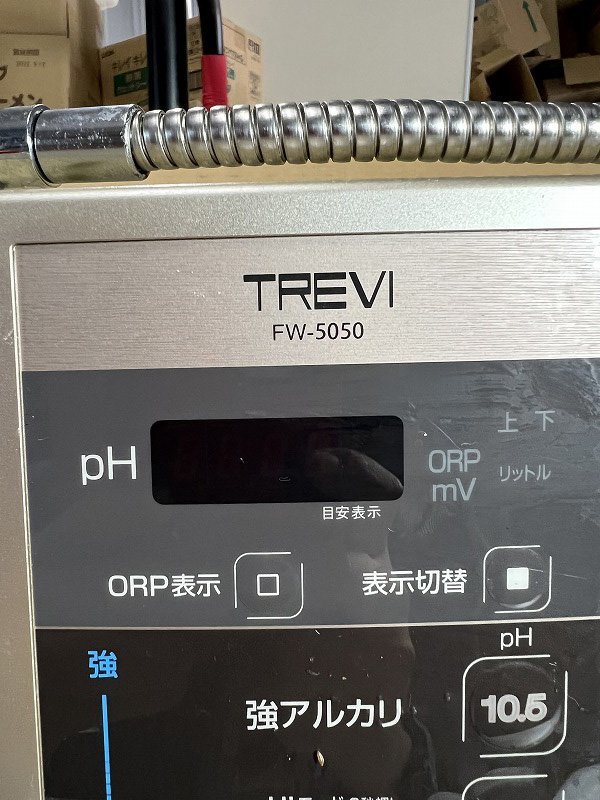 TREVI
FW-5050
pH
ORP
mV
上 下
リットル
目安表示
ORP表示
表示切替
強
pH
強アルカリ
10.5